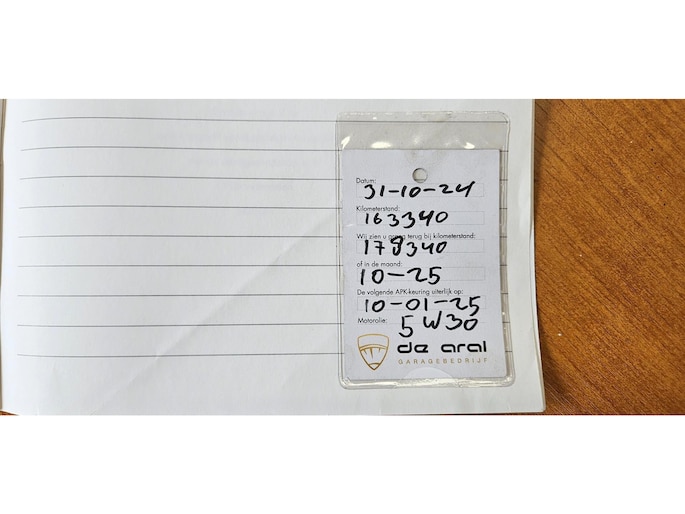 Datum:
31-10-24
Kilometerstand:
163340
Wij zien u graag terug bij kilometerstand:
178340
of in de maand:
10-25
De volgende APK-keuring uiterlijk op:
10-01-25
Motorolie: 5W30
de aral
GARAGEBEDRIJF